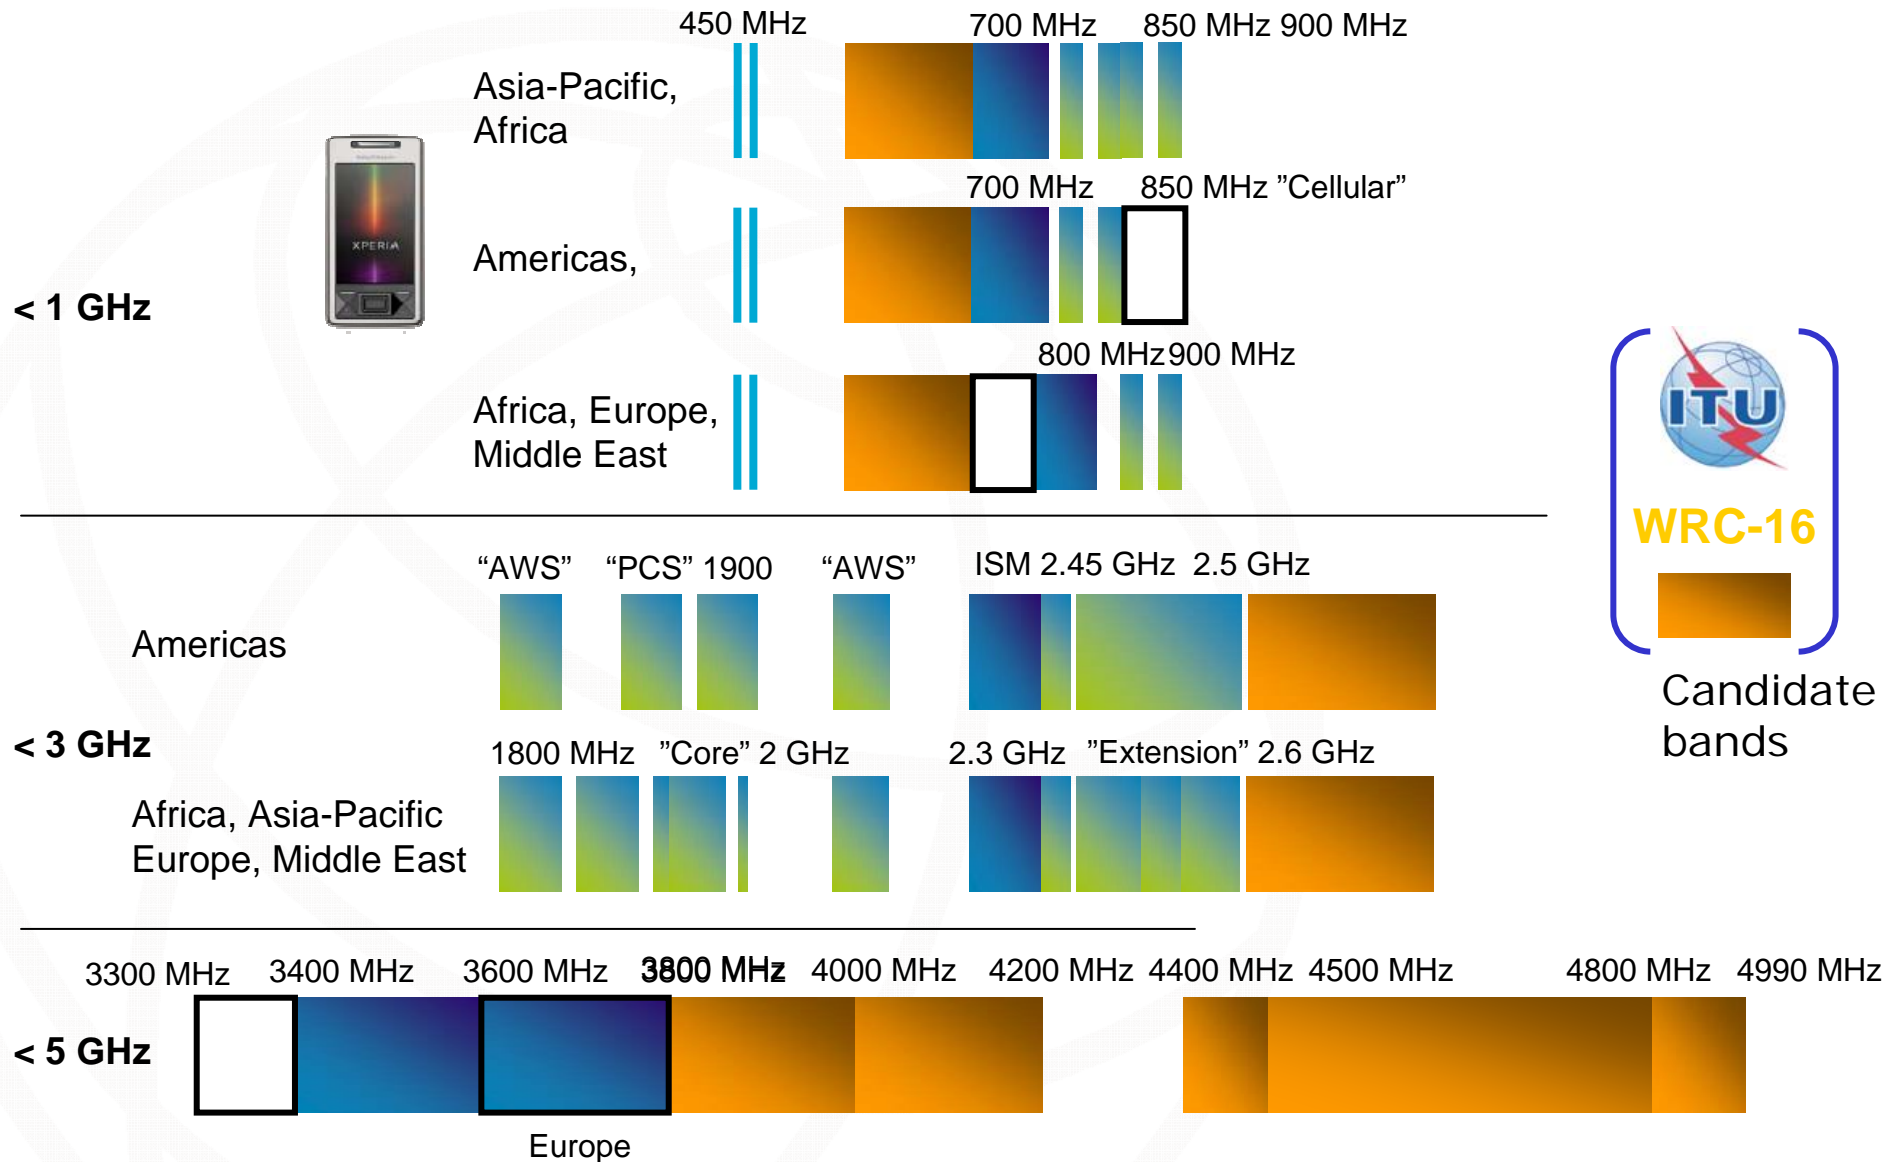 450 MHz 700 MHz 850 MHz 900 MHz
Asia-Pacific,
Africa
XPERIA
700 MHz 850 MHz ”Cellular”
Americas,
< 1 GHz
800 MHz 900 MHz
Africa, Europe,
Middle East
ITU
WRC-16
Candidate
bands
“AWS” “PCS” 1900 “AWS” ISM 2.45 GHz 2.5 GHz
Americas
< 3 GHz
1800 MHz ”Core” 2 GHz 2.3 GHz ”Extension” 2.6 GHz
Africa, Asia-Pacific
Europe, Middle East
3300 MHz 3400 MHz 3600 MHz 3800 MHz 4000 MHz 4200 MHz 4400 MHz 4500 MHz 4800 MHz 4990 MHz
< 5 GHz
Europe